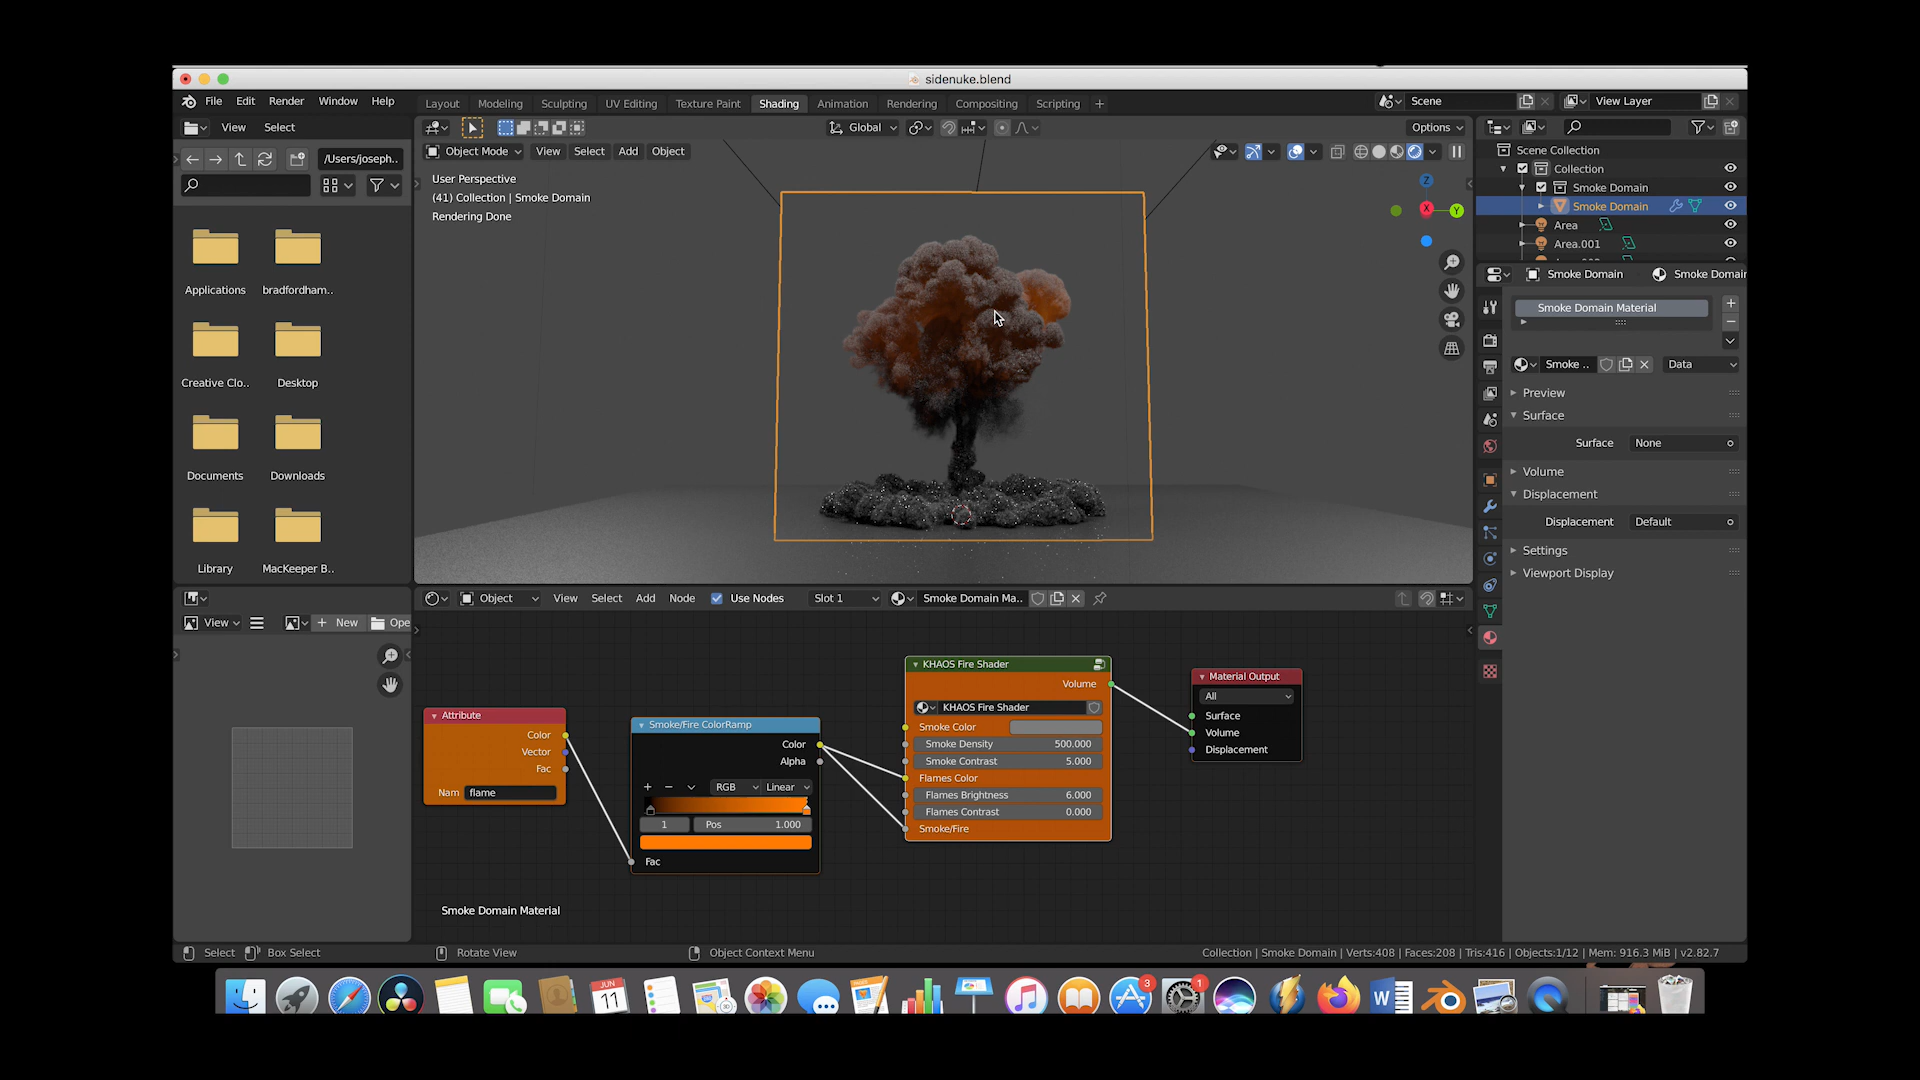 sidenuke.blend
File Edit Render Window Help
Layout Modeling Sculpting UV Editing Texture Paint Shading Animation Rendering Compositing Scripting +
Scene
View Layer
View Select
Global
Options
/Users/joseph..
Object Mode View Select Add Object
User Perspective
(41) Collection | Smoke Domain
Rendering Done
Z
X
Y
Scene Collection
Collection
Smoke Domain
Smoke Domain
Area
Area.001
Applications
bradfordham..
Creative Clo..
Desktop
Documents
Downloads
Library
MacKeeper B..
Smoke Domain
Smoke Domain
Smoke Domain Material
Smoke ..
Data
Preview
Surface
Surface None
Volume
Displacement
Displacement Default
Settings
Viewport Display
Object View Select Add Node Use Nodes Slot 1 Smoke Domain Ma..
View + New Ope
Attribute
Color
Vector
Fac
Nam flame
Smoke/Fire ColorRamp
Color
Alpha
+ − RGB Linear
1 Pos 1.000
Fac
KHAOS Fire Shader
Volume
KHAOS Fire Shader
Smoke Color
Smoke Density 500.000
Smoke Contrast 5.000
Flames Color
Flames Brightness 6.000
Flames Contrast 0.000
Smoke/Fire
Material Output
All
Surface
Volume
Displacement
Smoke Domain Material
Select Box Select Rotate View Object Context Menu
Collection | Smoke Domain | Verts:408 | Faces:208 | Tris:416 | Objects:1/12 | Mem: 916.3 MiB | v2.82.7
JUN
11
3
1
W